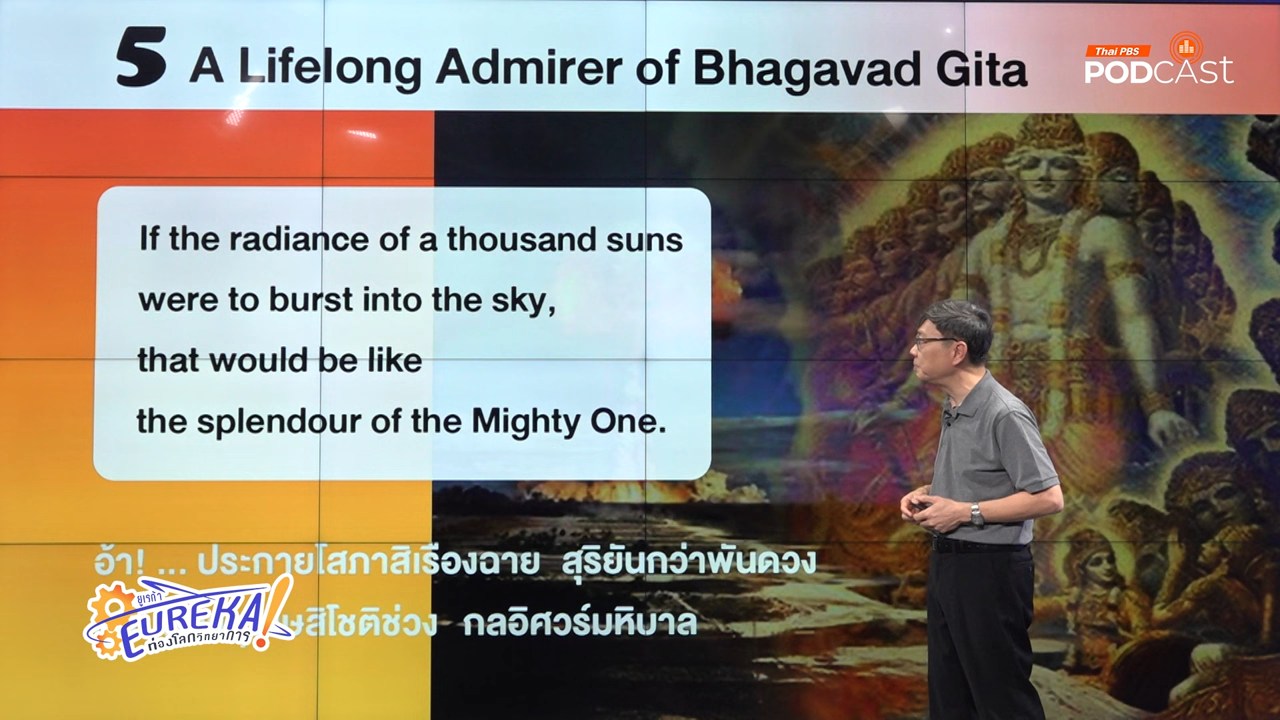 5 A Lifelong Admirer of Bhagavad Gita
Thai PBS
PODCAST
If the radiance of a thousand suns
were to burst into the sky,
that would be like
the splendour of the Mighty One.
อ้า! ... ประกายโสภาสิเรืองฉาย สุริยันกว่าพันดวง
สิโชติช่วง กลอิศวร์มหิบาล
ยูเรก้า
EUREKA!
ท่องโลกวิทยาการ